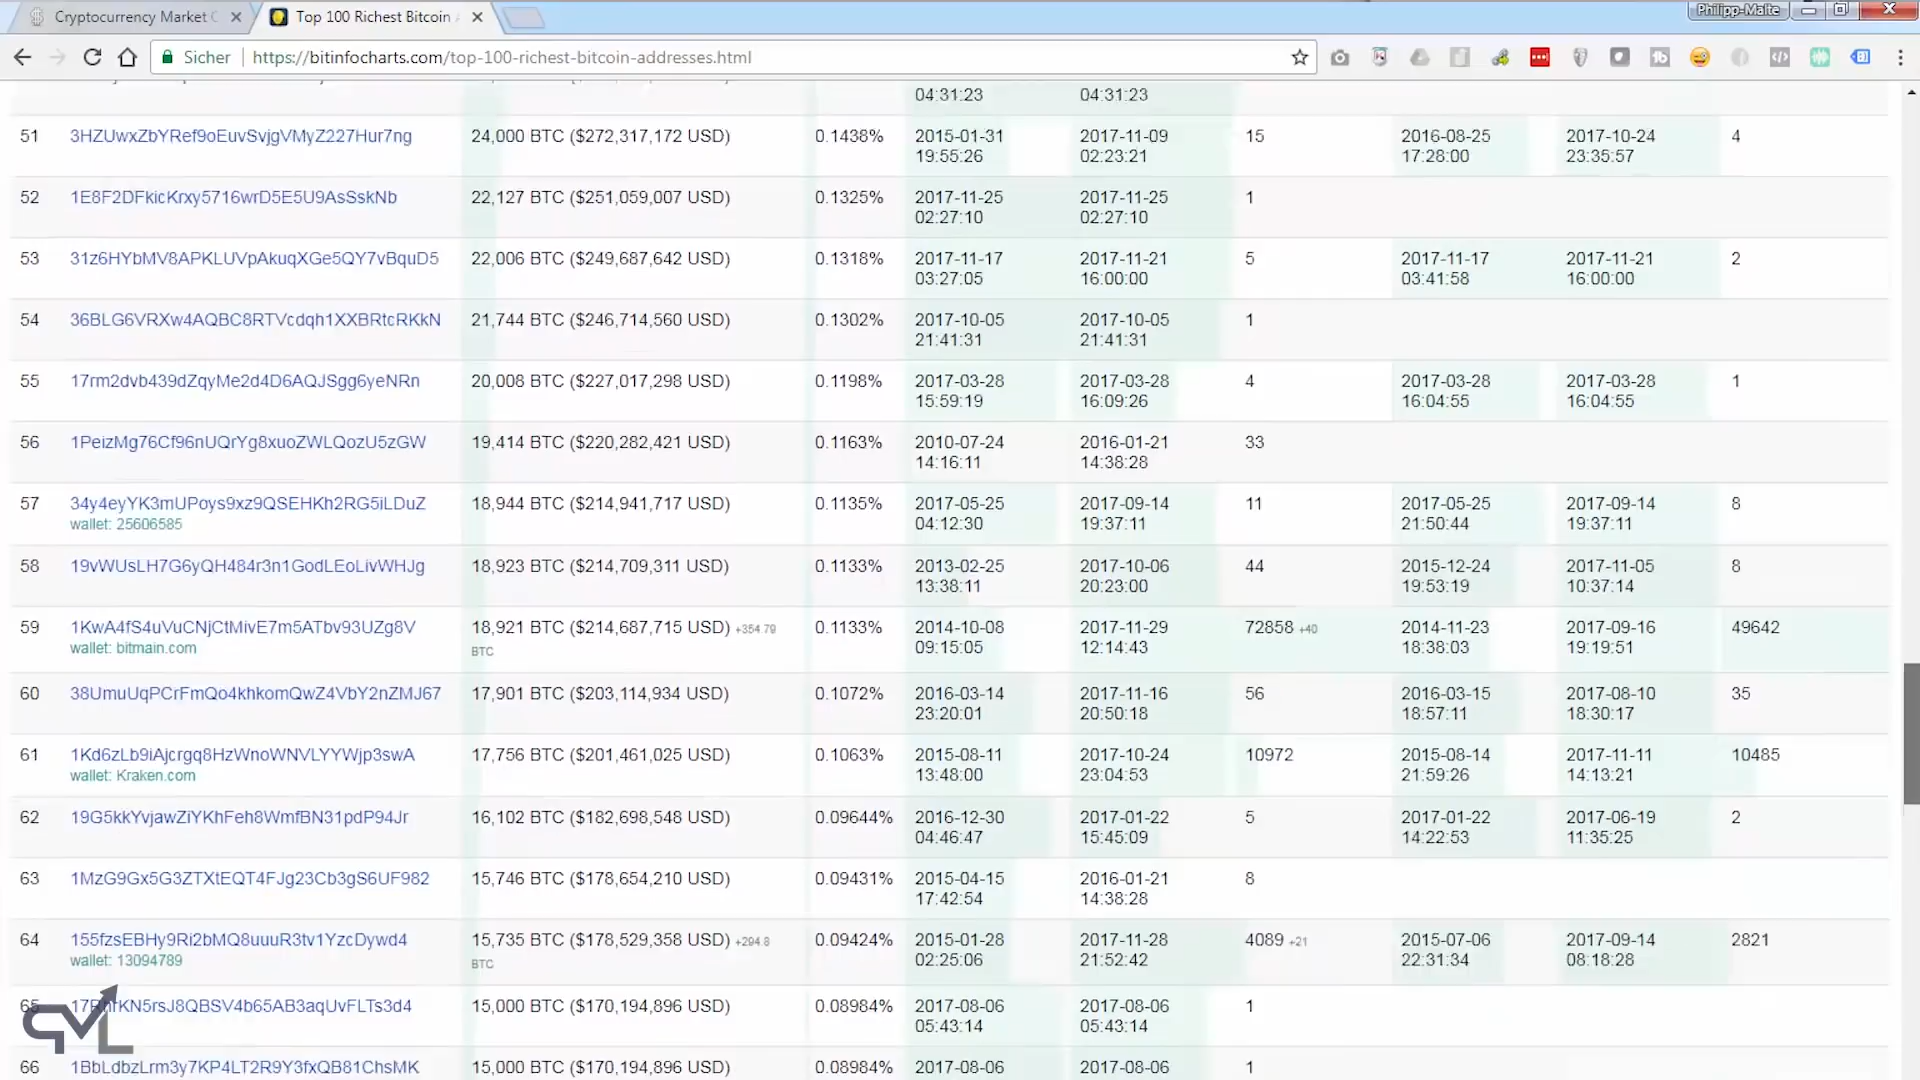 Cryptocurrency Market C
Top 100 Richest Bitcoin A
Philipp-Malte
Sicher
https://bitinfocharts.com/top-100-richest-bitcoin-addresses.html
04:31:23 04:31:23
51 3HZUwxZbYRef9oEuvSvjgVMyZ227Hur7ng 24,000 BTC ($272,317,172 USD) 0.1438% 2015-01-31 2017-11-09 15 2016-08-25 2017-10-24 4
19:55:26 02:23:21 17:28:00 23:35:57
52 1E8F2DFkicKrxy5716wrD5E5U9AsSskNb 22,127 BTC ($251,059,007 USD) 0.1325% 2017-11-25 2017-11-25 1
02:27:10 02:27:10
53 31z6HYbMV8APKLUVpAkuqXGe5QY7vBquD5 22,006 BTC ($249,687,642 USD) 0.1318% 2017-11-17 2017-11-21 5 2017-11-17 2017-11-21 2
03:27:05 16:00:00 03:41:58 16:00:00
54 36BLG6VRXw4AQBC8RTVcdqh1XXBRtcRKkN 21,744 BTC ($246,714,560 USD) 0.1302% 2017-10-05 2017-10-05 1
21:41:31 21:41:31
55 17rm2dvb439dZqyMe2d4D6AQJSgg6yeNRn 20,008 BTC ($227,017,298 USD) 0.1198% 2017-03-28 2017-03-28 4 2017-03-28 2017-03-28 1
15:59:19 16:09:26 16:04:55 16:04:55
56 1PeizMg76Cf96nUQrYg8xuoZWLQozU5zGW 19,414 BTC ($220,282,421 USD) 0.1163% 2010-07-24 2016-01-21 33
14:16:11 14:38:28
57 34y4eyYK3mUPoys9xz9QSEHKh2RG5iLDuZ 18,944 BTC ($214,941,717 USD) 0.1135% 2017-05-25 2017-09-14 11 2017-05-25 2017-09-14 8
wallet: 25606585 04:12:30 19:37:11 21:50:44 19:37:11
58 19vWUsLH7G6yQH484r3n1GodLEoLivWHJg 18,923 BTC ($214,709,311 USD) 0.1133% 2013-02-25 2017-10-06 44 2015-12-24 2017-11-05 8
13:38:11 20:23:00 19:53:19 10:37:14
59 1KwA4fS4uVuCNjCtMivE7m5ATbv93UZg8V 18,921 BTC ($214,687,715 USD) +354.79 0.1133% 2014-10-08 2017-11-29 72858 +40 2014-11-23 2017-09-16 49642
wallet: bitmain.com BTC 09:15:05 12:14:43 18:38:03 19:19:51
60 38UmuUqPCrFmQo4khkomQwZ4VbY2nZMJ67 17,901 BTC ($203,114,934 USD) 0.1072% 2016-03-14 2017-11-16 56 2016-03-15 2017-08-10 35
23:20:01 20:50:18 18:57:11 18:30:17
61 1Kd6zLb9iAjcrgq8HzWnoWNVLYYWjp3swA 17,756 BTC ($201,461,025 USD) 0.1063% 2015-08-11 2017-10-24 10972 2015-08-14 2017-11-11 10485
wallet: Kraken.com 13:48:00 23:04:53 21:59:26 14:13:21
62 19G5kkYvjawZiYKhFeh8WmfBN31pdP94Jr 16,102 BTC ($182,698,548 USD) 0.09644% 2016-12-30 2017-01-22 5 2017-01-22 2017-06-19 2
04:46:47 15:45:09 14:22:53 11:35:25
63 1MzG9Gx5G3ZTXtEQT4FJg23Cb3gS6UF982 15,746 BTC ($178,654,210 USD) 0.09431% 2015-04-15 2016-01-21 8
17:42:54 14:38:28
64 155fzsEBHy9Ri2bMQ8uuuR3tv1YzcDywd4 15,735 BTC ($178,529,358 USD) +294.8 0.09424% 2015-01-28 2017-11-28 4089 +21 2015-07-06 2017-09-14 2821
wallet: 13094789 BTC 02:25:06 21:52:42 22:31:34 08:18:28
65 15,000 BTC ($170,194,896 USD) 0.08984% 2017-08-06 2017-08-06 1
05:43:14 05:43:14
66 1BbLdbzLrm3y7KP4LT2R9Y3fxQB81ChsMK 15,000 BTC ($170,194,896 USD) 0.08984% 2017-08-06 2017-08-06 1